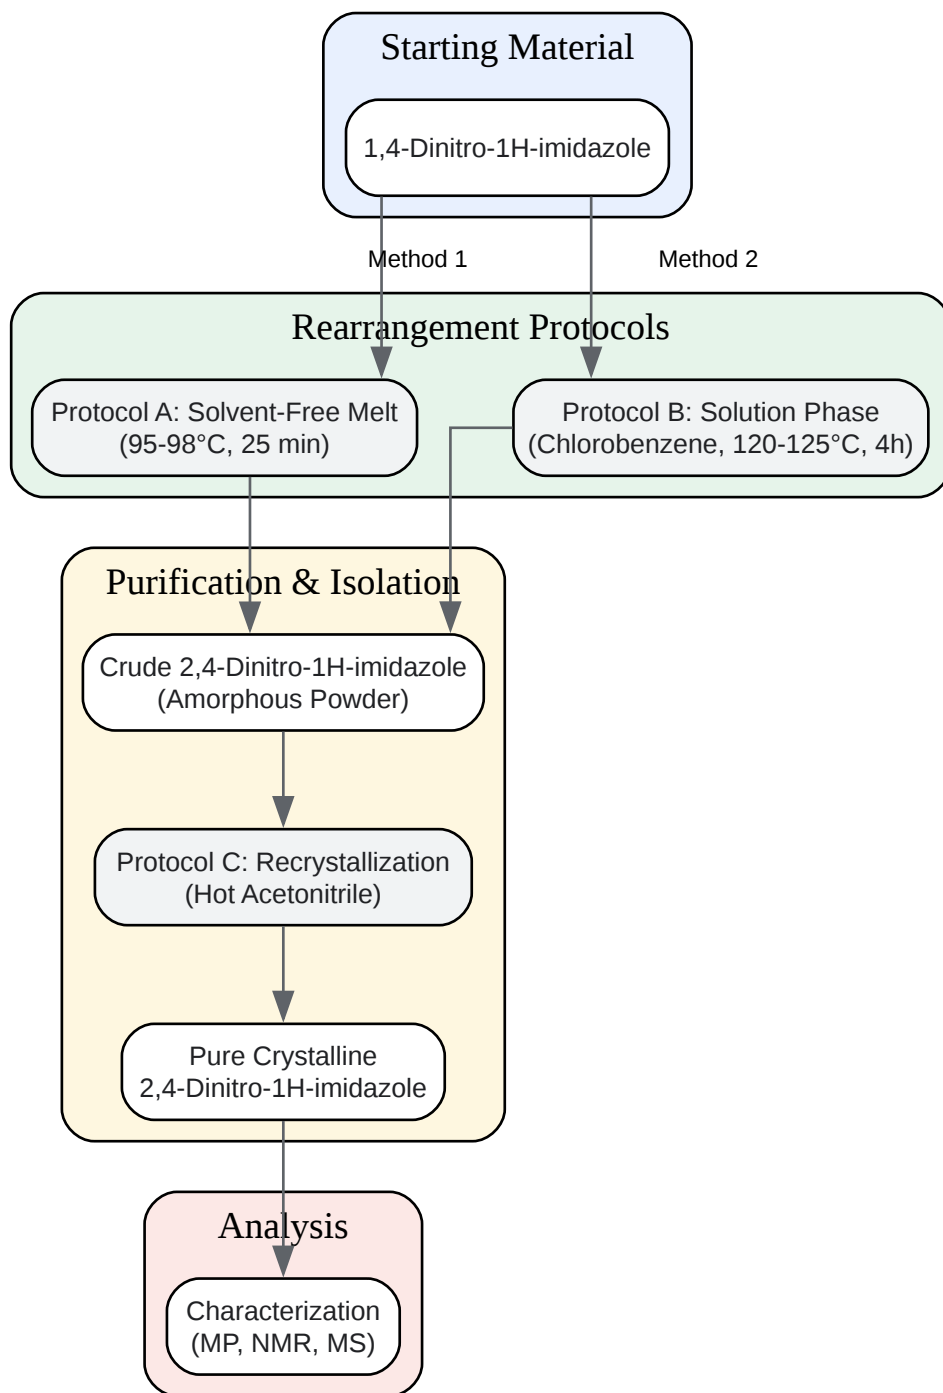 Starting Material
1,4-Dinitro-1H-imidazole
Method 1
Method 2
Rearrangement Protocols
Protocol A: Solvent-Free Melt
(95-98°C, 25 min)
Protocol B: Solution Phase
(Chlorobenzene, 120-125°C, 4h)
Purification & Isolation
Crude 2,4-Dinitro-1H-imidazole
(Amorphous Powder)
Protocol C: Recrystallization
(Hot Acetonitrile)
Pure Crystalline
2,4-Dinitro-1H-imidazole
Analysis
Characterization
(MP, NMR, MS)